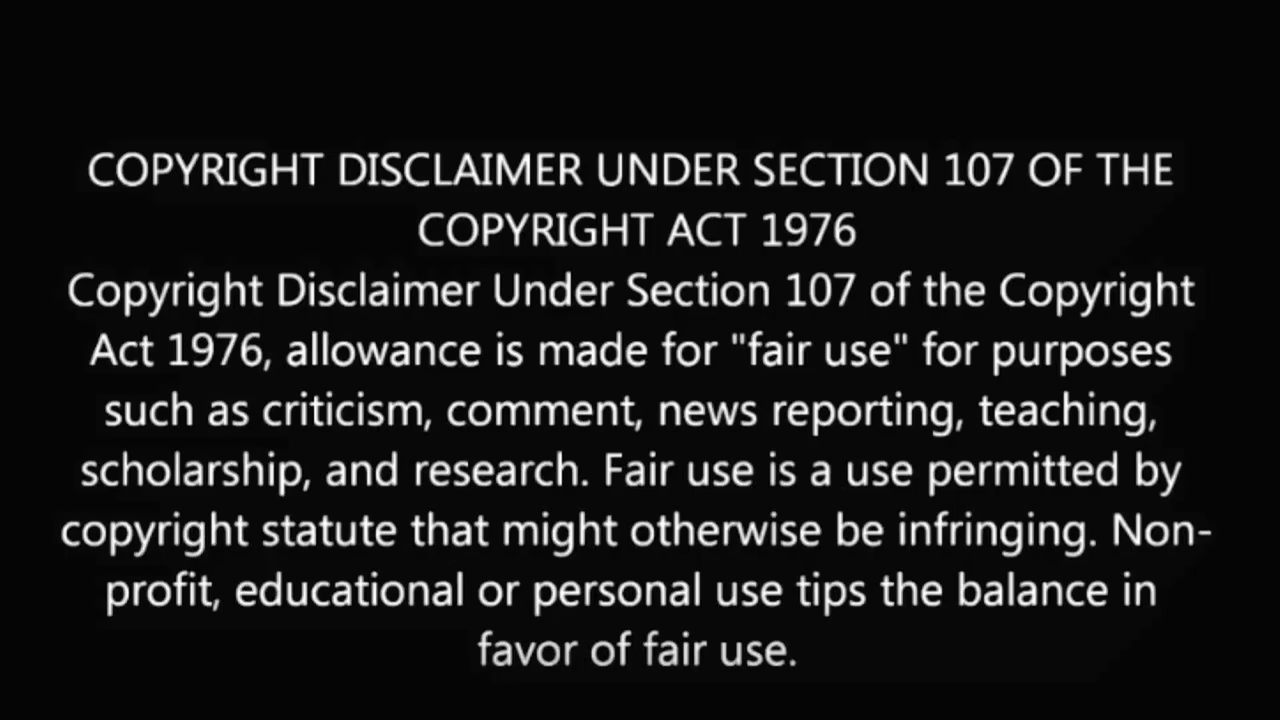 COPYRIGHT DISCLAIMER UNDER SECTION 107 OF THE
COPYRIGHT ACT 1976
Copyright Disclaimer Under Section 107 of the Copyright
Act 1976, allowance is made for "fair use" for purposes
such as criticism, comment, news reporting, teaching,
scholarship, and research. Fair use is a use permitted by
copyright statute that might otherwise be infringing. Non-
profit, educational or personal use tips the balance in
favor of fair use.